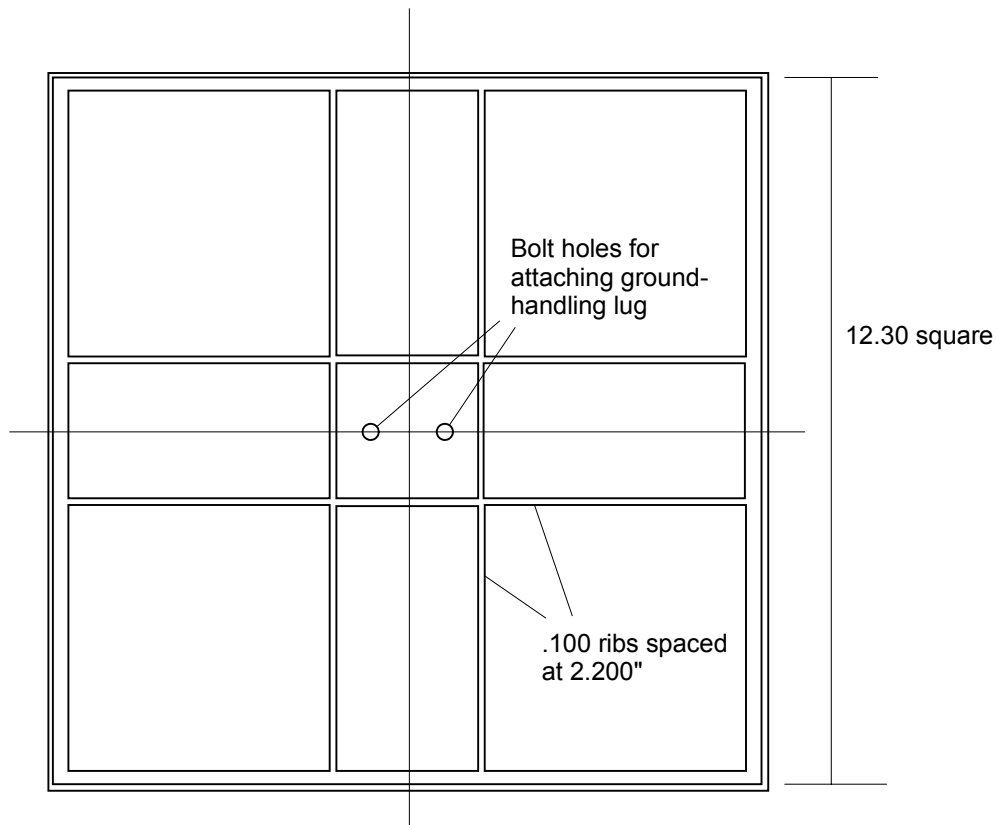 Bolt holes for
attaching ground-
handling lug
12.30 square
.100 ribs spaced
at 2.200"